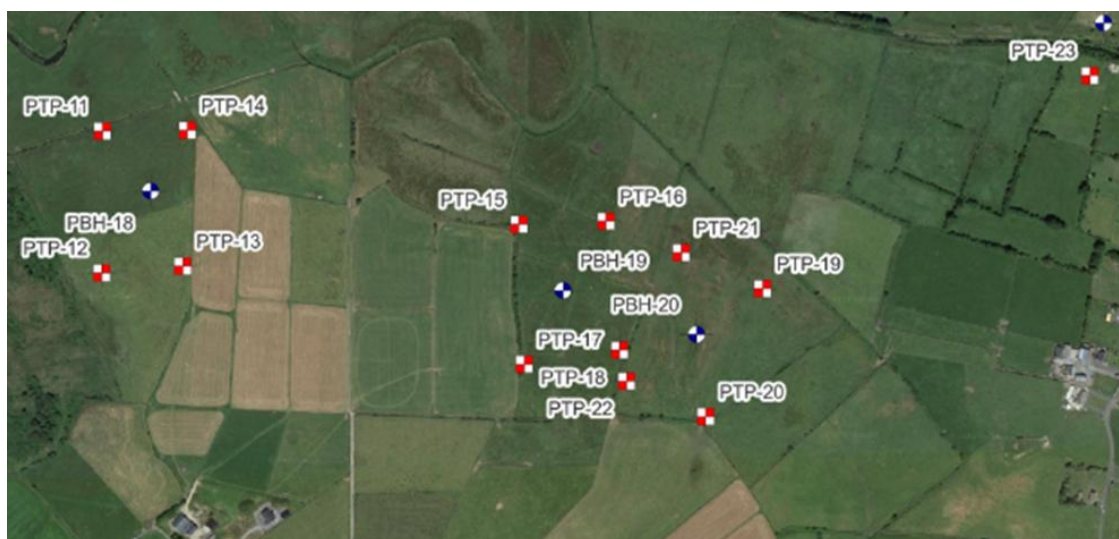 PTP-23
PTP-11
PTP-14
PTP-15
PTP-16
PBH-18
PTP-21
PTP-12
PTP-13
PBH-19
PTP-19
PBH-20
PTP-17
PTP-18
PTP-20
PTP-22